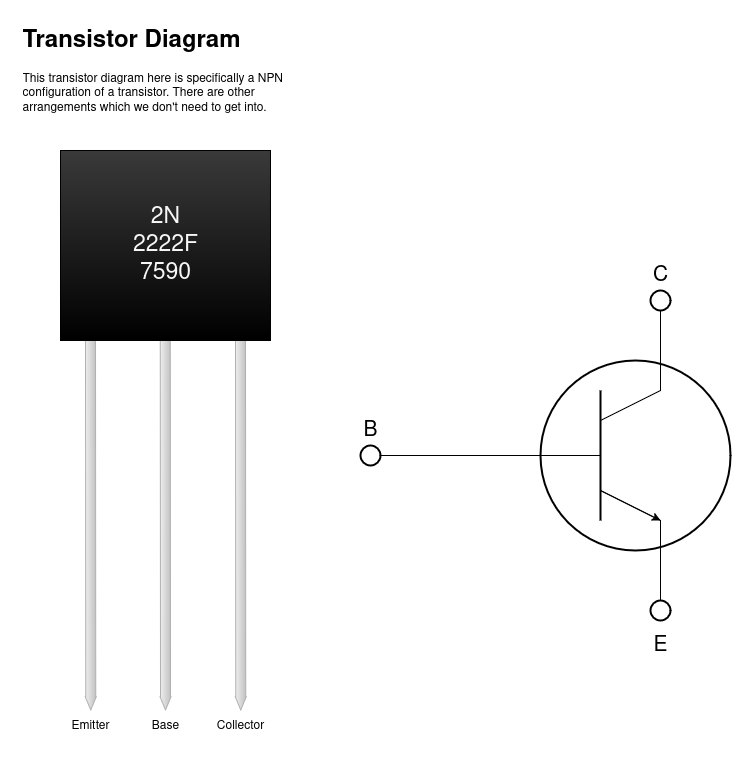 Transistor Diagram
This transistor diagram here is specifically a NPN
configuration of a transistor. There are other
arrangements which we don't need to get into.
2N
2222F
7590
C
B
E
Emitter
Base
Collector